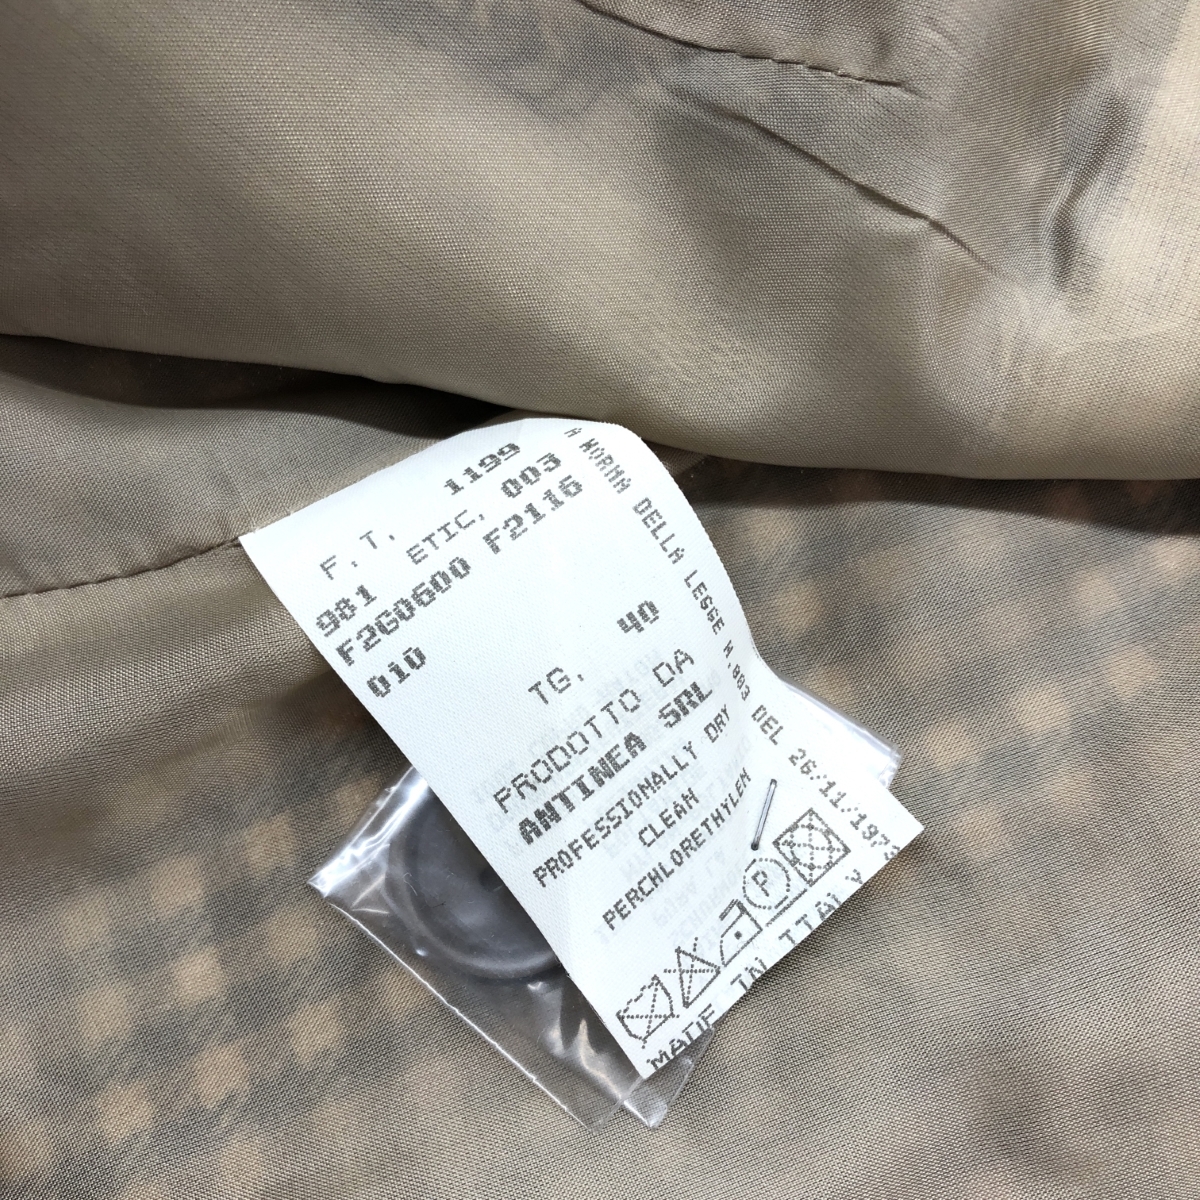 F.T. 1199
981 ETIC. 003
F2G0600 F2116
010
TG. 40
PRODOTTO DA
ANTINEA SRL
PROFESSIONALLY DRY
CLEAN
PERCHLORETHYLEN
P
MADE IN ITALY
A NORMA DELLA LEGGE N.883 DEL 26/11/1973